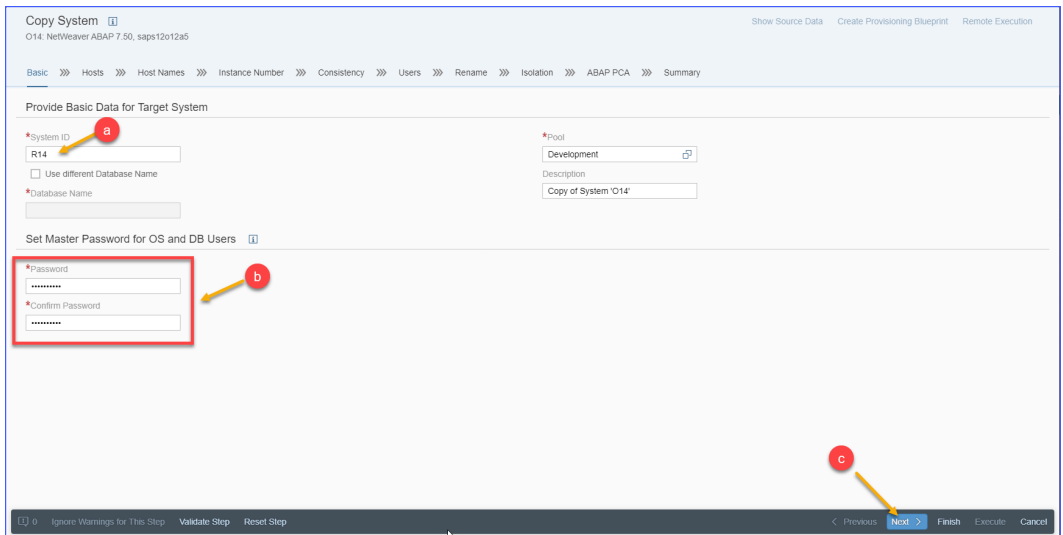 Copy System
Show Source Data Create Provisioning Blueprint Remote Execution
O14: NetWeaver ABAP 7.50, saps12o12a5
Basic Hosts Host Names Instance Number Consistency Users Rename Isolation ABAP PCA Summary
Provide Basic Data for Target System
a
*System ID *Pool
R14 Development
Use different Database Name Description
*Database Name Copy of System 'O14'
Set Master Password for OS and DB Users
*Password
b
••••••••••
*Confirm Password
••••••••••
c
0 Ignore Warnings for This Step Validate Step Reset Step < Previous Next > Finish Execute Cancel